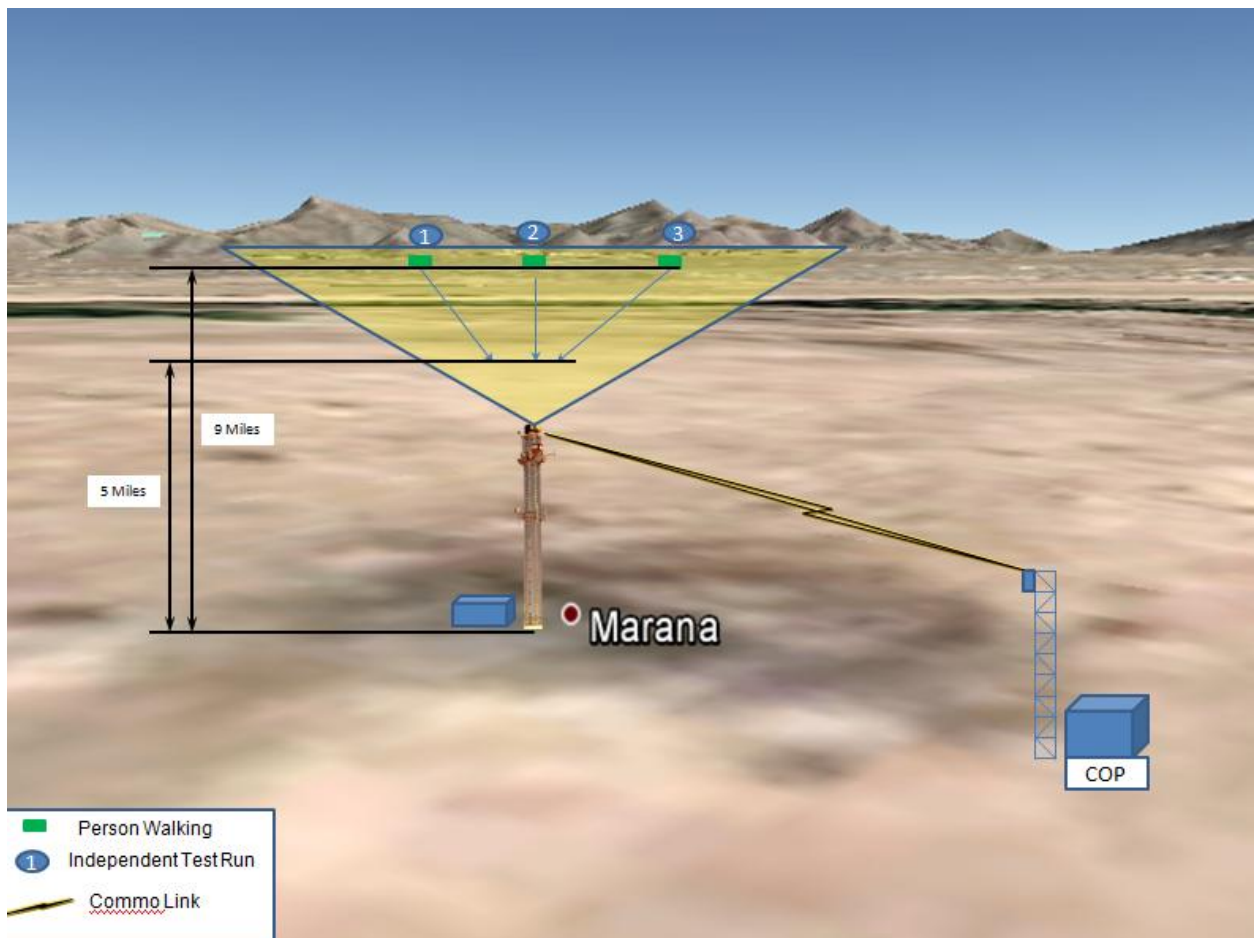 1
2
3
9 Miles
5 Miles
Marana
COP
Person Walking
1 Independent Test Run
Commo Link